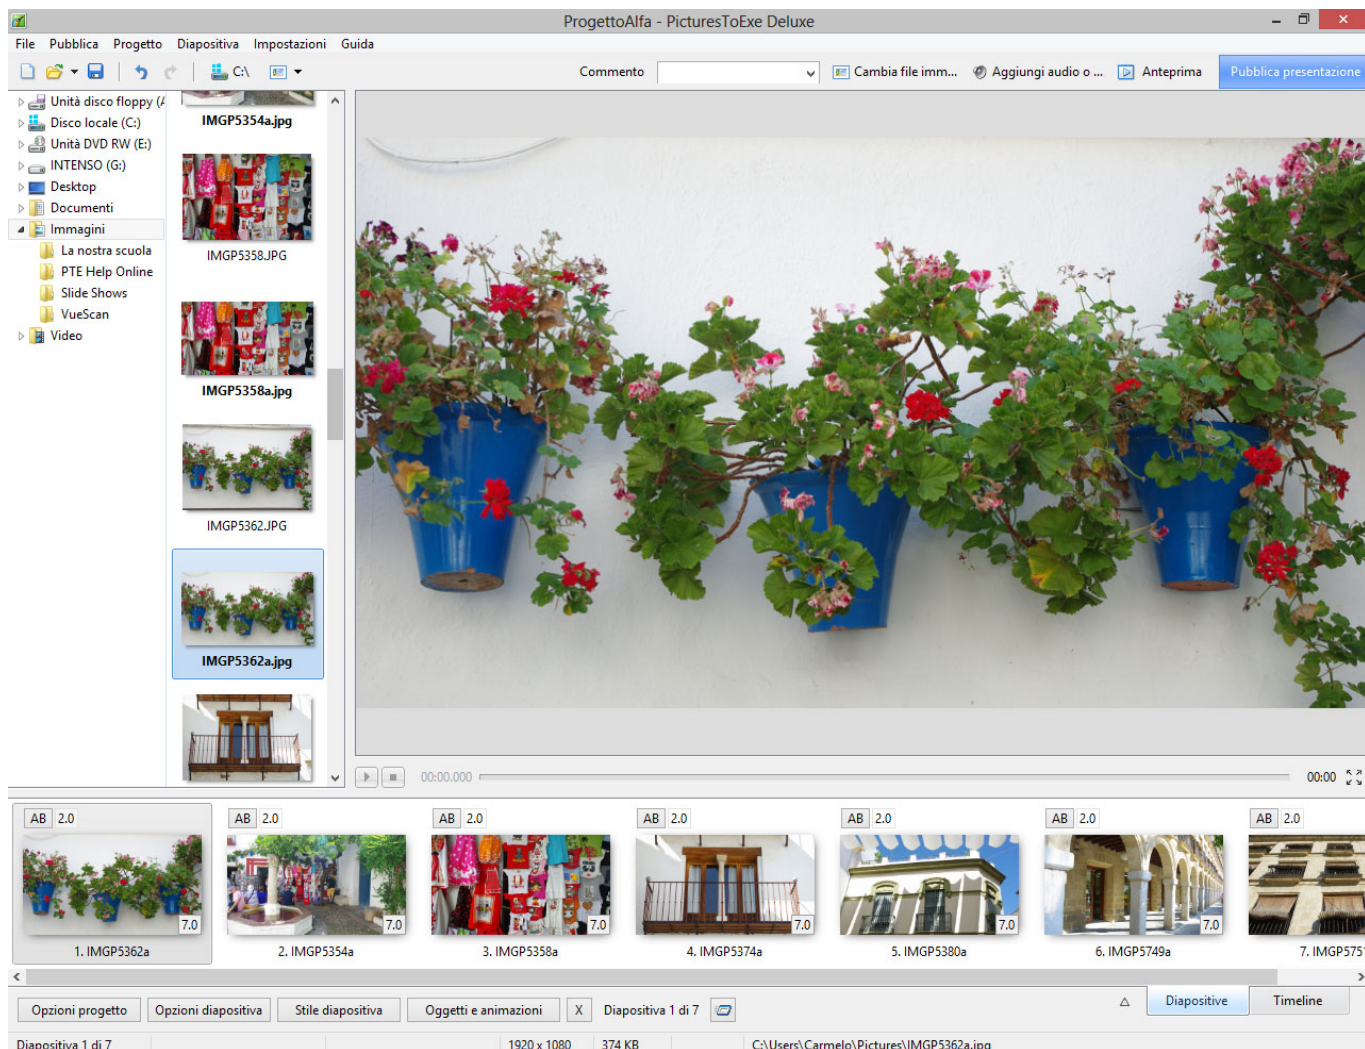 ProgettoAlfa - PicturesToExe Deluxe
File Pubblica Progetto Diapositiva Impostazioni Guida
C:\ Commento Cambia file imm... Aggiungi audio o ... Anteprima Pubblica presentazione
Unità disco floppy (A
Disco locale (C:)
Unità DVD RW (E:)
INTENSO (G:)
Desktop
Documenti
Immagini
La nostra scuola
PTE Help Online
Slide Shows
VueScan
Video
IMGP5354a.jpg
IMGP5358.JPG
IMGP5358a.jpg
IMGP5362.JPG
IMGP5362a.jpg
00:00.000 00:00
AB 2.0 AB 2.0 AB 2.0 AB 2.0 AB 2.0 AB 2.0 AB 2.0
7.0 7.0 7.0 7.0 7.0 7.0
1. IMGP5362a 2. IMGP5354a 3. IMGP5358a 4. IMGP5374a 5. IMGP5380a 6. IMGP5749a 7. IMGP575
Opzioni progetto Opzioni diapositiva Stile diapositiva Oggetti e animazioni X Diapositiva 1 di 7 Diapositive Timeline
Diapositiva 1 di 7 1920 x 1080 374 KB C:\Users\Carmelo\Pictures\IMGP5362a.jpg